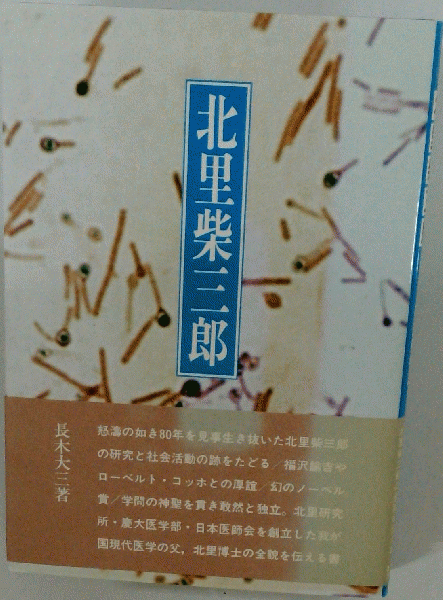 北里柴三郎
長木大三著
怒濤の如き80年を見事生き抜いた北里柴三郎
の研究と社会活動の跡をたどる/福沢諭吉や
ローベルト・コッホとの厚誼/幻のノーベル
賞/学問の神聖を貫き敢然と独立。北里研究
所・慶大医学部・日本医師会を創立した我が
国現代医学の父,北里博士の全貌を伝える書